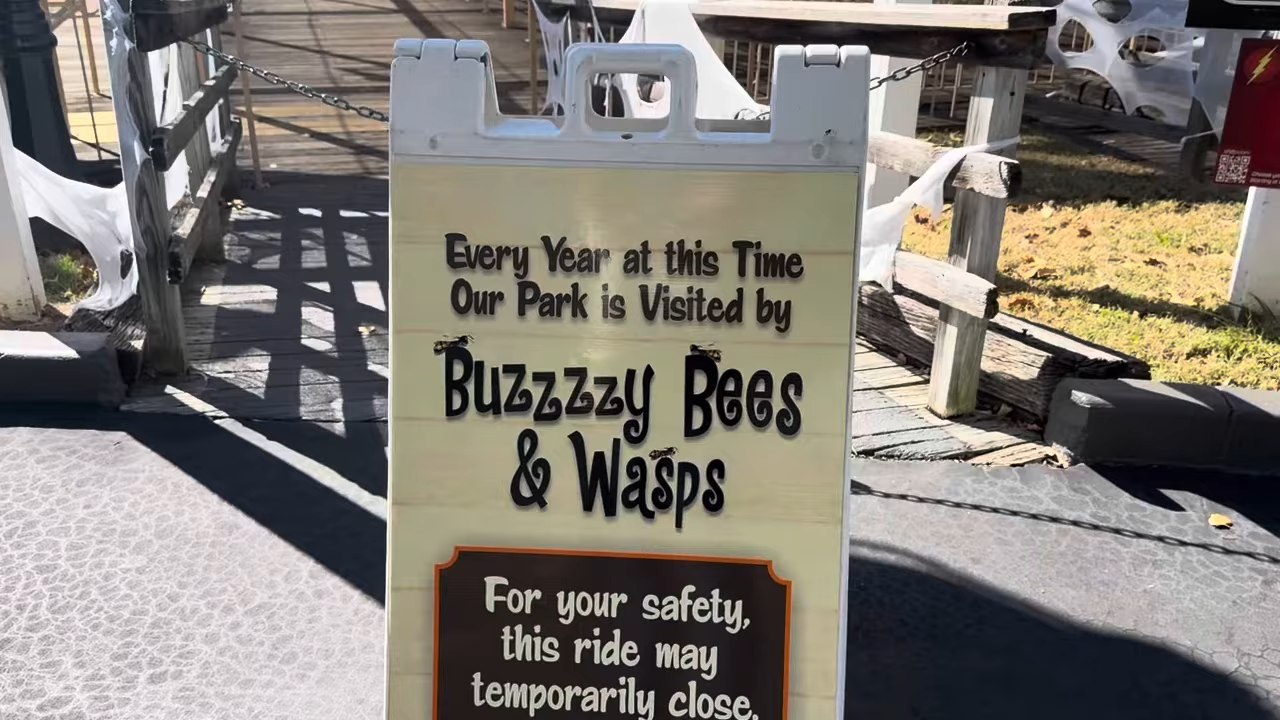 Every Year at this Time
Our Park is Visited by
Buzzzzy Bees
& Wasps
For your safety,
this ride may
temporarily close.